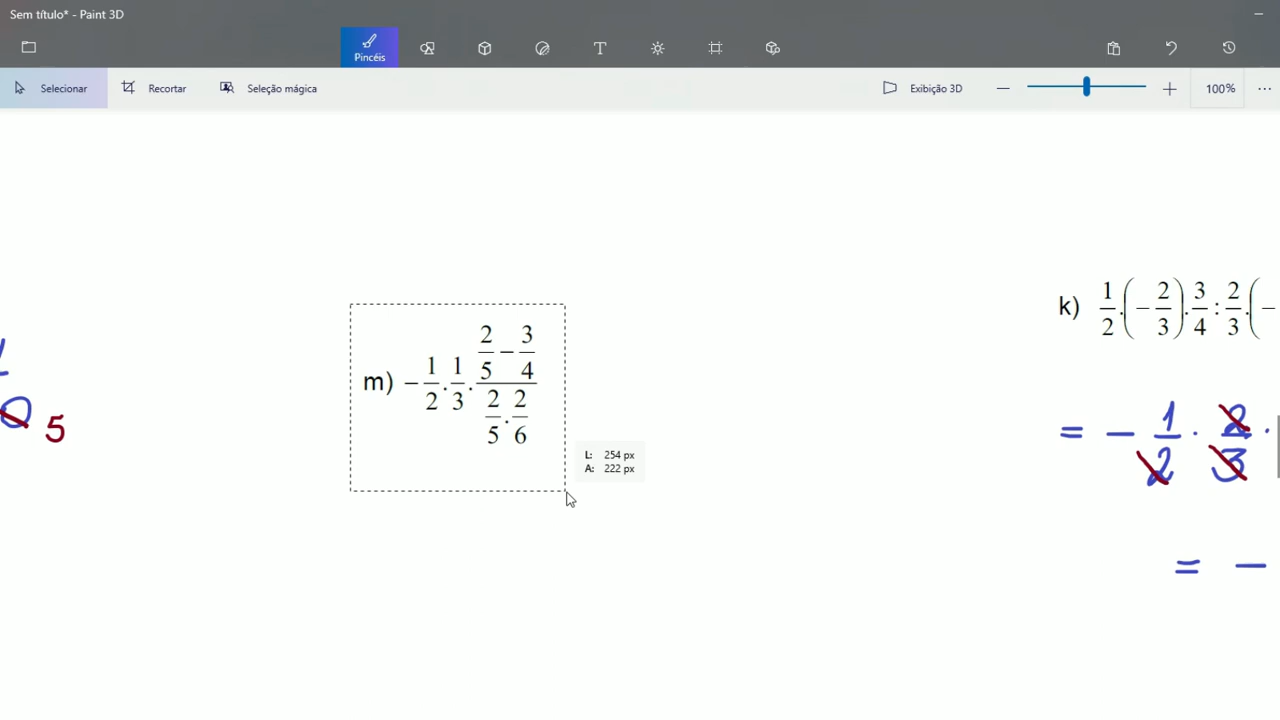 Sem título* - Paint 3D
Pincéis
Selecionar Recortar Seleção mágica Exibição 3D 100%
m) −1/2 . 1/3 . (2/5 − 3/4)/(2/5 . 2/6)
L: 254 px
A: 222 px
5
k) 1/2 . (−2/3) . 3/4 : 2/3 . (−
= − 1/2 . 2/3 .
= −